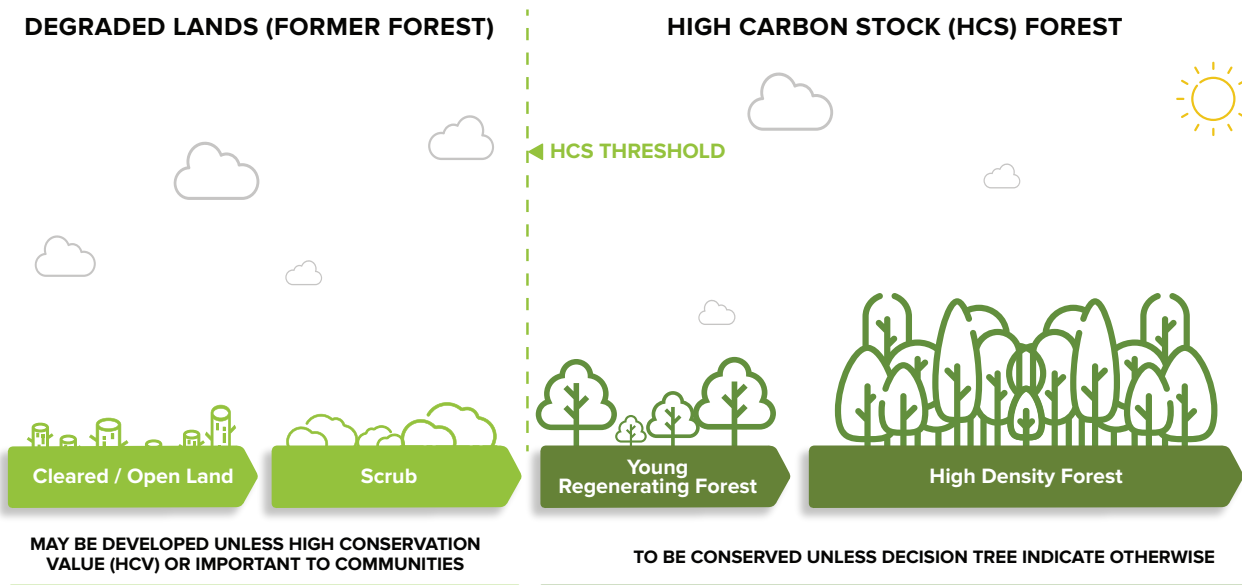 DEGRADED LANDS (FORMER FOREST)
HIGH CARBON STOCK (HCS) FOREST
HCS THRESHOLD
Cleared / Open Land
Scrub
Young
Regenerating Forest
High Density Forest
MAY BE DEVELOPED UNLESS HIGH CONSERVATION
VALUE (HCV) OR IMPORTANT TO COMMUNITIES
TO BE CONSERVED UNLESS DECISION TREE INDICATE OTHERWISE